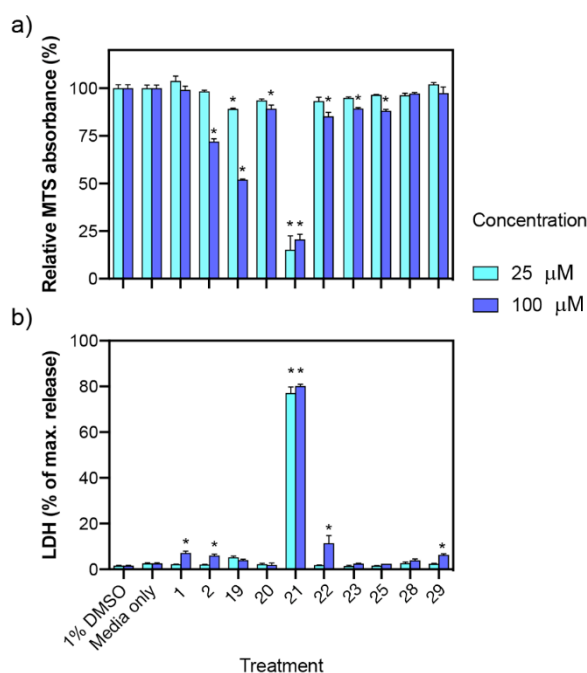 a)
Relative MTS absorbance (%)
100
75
50
25
0
* * * * * * * * * *
Concentration
25 μM
100 μM
b)
LDH (% of max. release)
100
80
60
40
20
0
* * * * * *
1% DMSO
Media only
1
2
19
20
21
22
23
25
28
29
Treatment